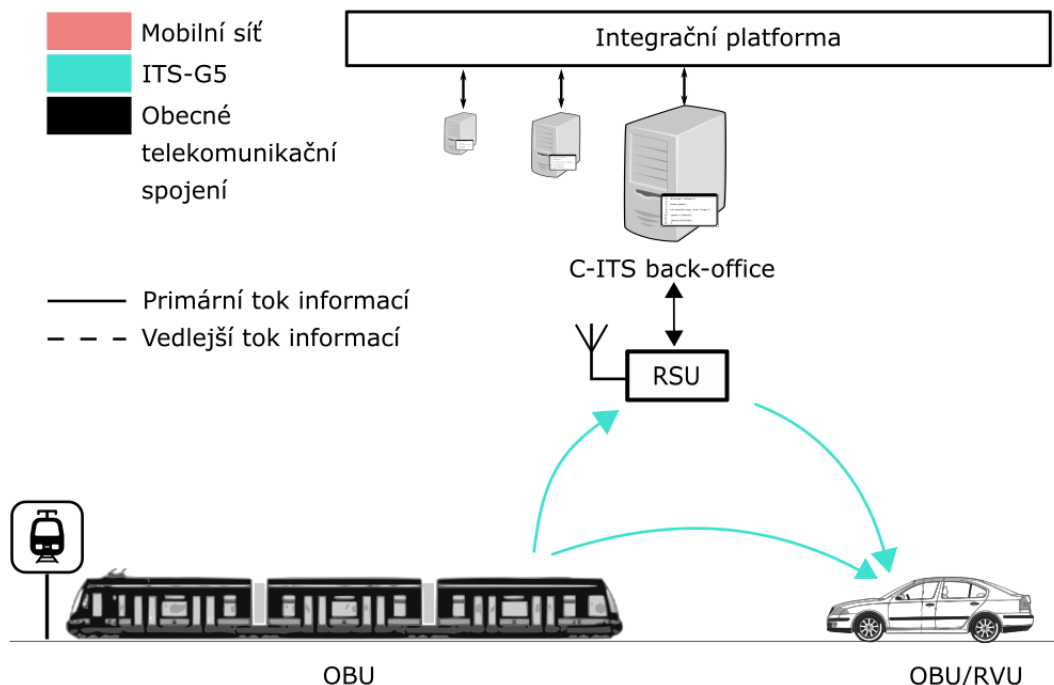 Mobilní síť
ITS-G5
Obecné
telekomunikační
spojení
Integrační platforma
C-ITS back-office
Primární tok informací
Vedlejší tok informací
RSU
OBU
OBU/RVU